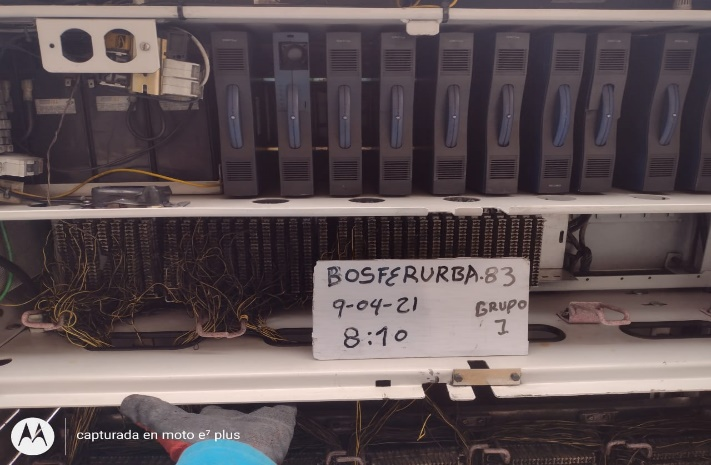 BOSFERURBA.83
9-04-21
GRUPO
1
8:10
capturada en moto e⁷ plus